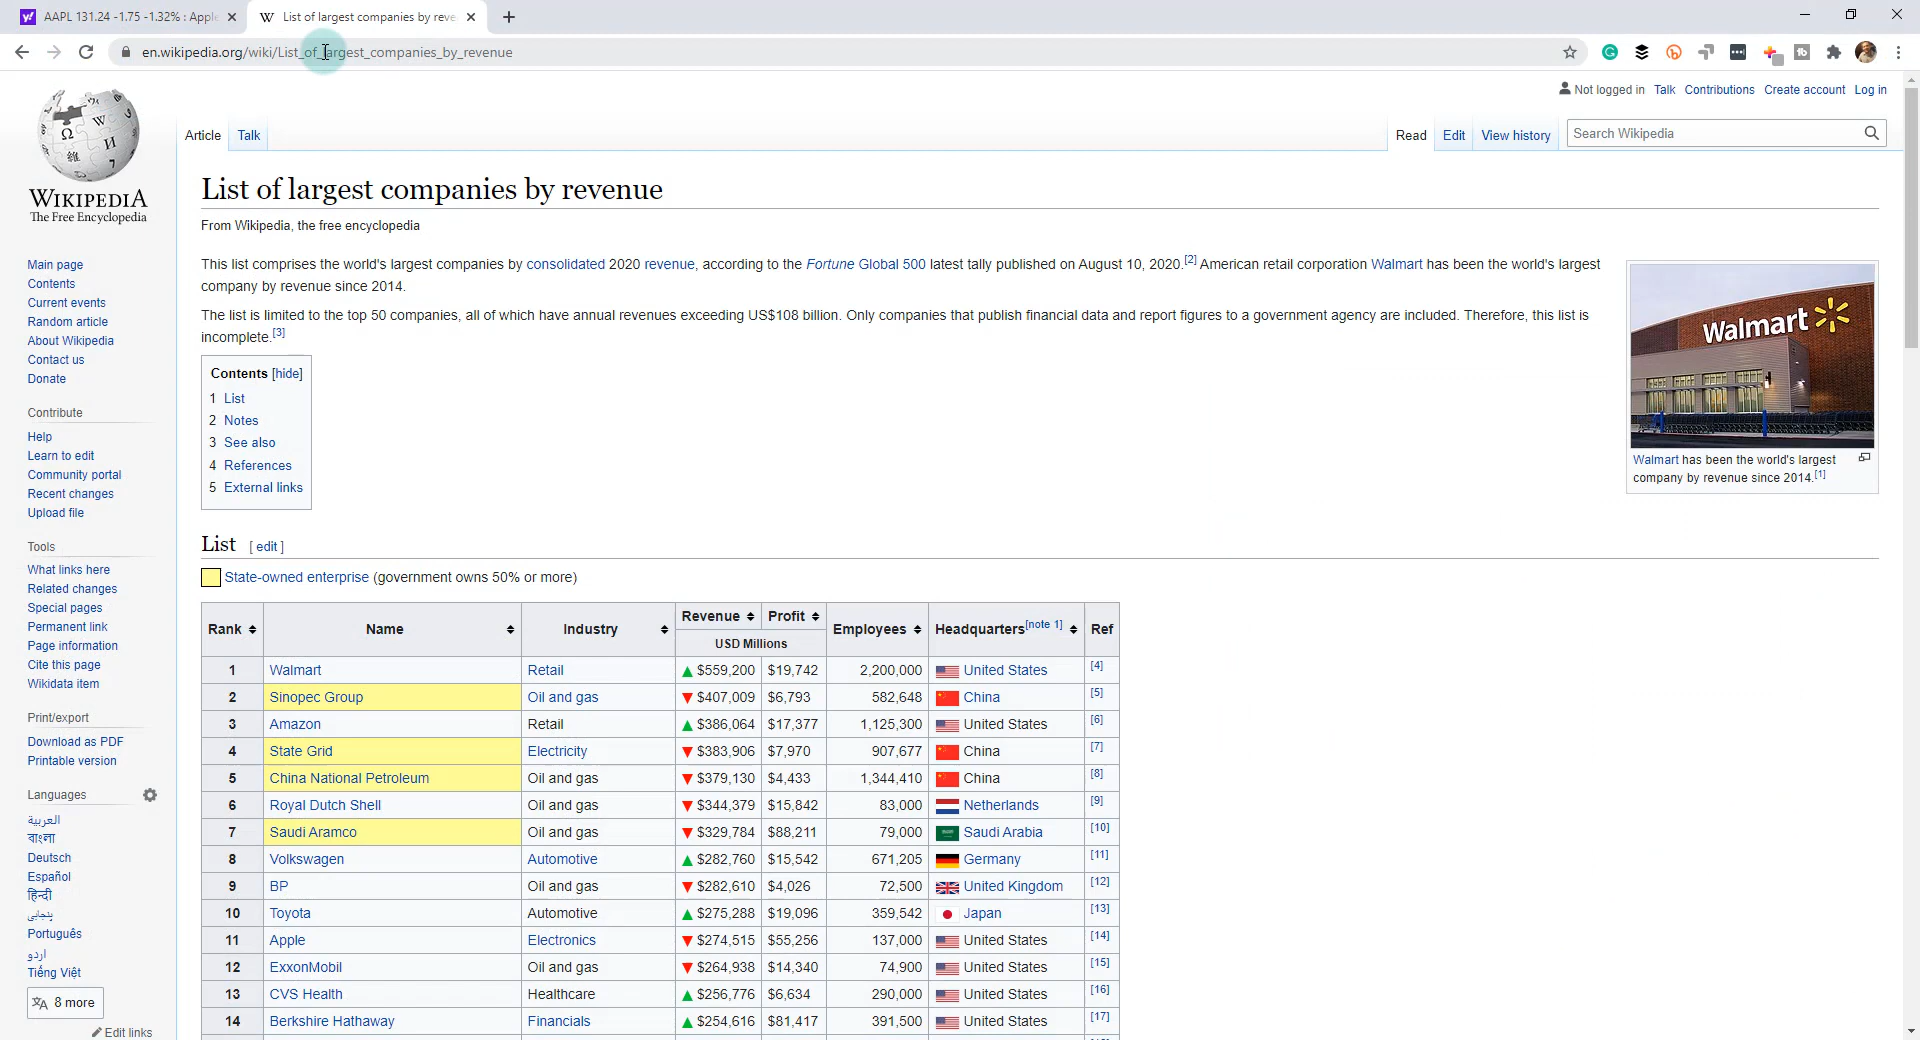 AAPL 131.24 -1.75 -1.32% : Apple
List of largest companies by reve
en.wikipedia.org/wiki/List_of_largest_companies_by_revenue
Not logged in Talk Contributions Create account Log in
Article Talk
Read Edit View history Search Wikipedia
WIKIPEDIA
The Free Encyclopedia
List of largest companies by revenue
From Wikipedia, the free encyclopedia
This list comprises the world's largest companies by consolidated 2020 revenue, according to the Fortune Global 500 latest tally published on August 10, 2020.[2] American retail corporation Walmart has been the world's largest
company by revenue since 2014.
The list is limited to the top 50 companies, all of which have annual revenues exceeding US$108 billion. Only companies that publish financial data and report figures to a government agency are included. Therefore, this list is
incomplete.[3]
Walmart
Walmart has been the world's largest
company by revenue since 2014.[1]
Main page
Contents
Current events
Random article
About Wikipedia
Contact us
Donate
Contribute
Help
Learn to edit
Community portal
Recent changes
Upload file
Tools
What links here
Related changes
Special pages
Permanent link
Page information
Cite this page
Wikidata item
Print/export
Download as PDF
Printable version
Languages
العربية
বাংলা
Deutsch
Español
हिन्दी
پنجابی
Português
اردو
Tiếng Việt
8 more
Edit links
Contents [hide]
1 List
2 Notes
3 See also
4 References
5 External links
List [ edit ]
State-owned enterprise (government owns 50% or more)
Rank Name Industry Revenue Profit Employees Headquarters[note 1] Ref
USD Millions
1 Walmart Retail ▲ $559,200 $19,742 2,200,000 United States [4]
2 Sinopec Group Oil and gas ▼ $407,009 $6,793 582,648 China [5]
3 Amazon Retail ▲ $386,064 $17,377 1,125,300 United States [6]
4 State Grid Electricity ▼ $383,906 $7,970 907,677 China [7]
5 China National Petroleum Oil and gas ▼ $379,130 $4,433 1,344,410 China [8]
6 Royal Dutch Shell Oil and gas ▼ $344,379 $15,842 83,000 Netherlands [9]
7 Saudi Aramco Oil and gas ▼ $329,784 $88,211 79,000 Saudi Arabia [10]
8 Volkswagen Automotive ▲ $282,760 $15,542 671,205 Germany [11]
9 BP Oil and gas ▼ $282,610 $4,026 72,500 United Kingdom [12]
10 Toyota Automotive ▲ $275,288 $19,096 359,542 Japan [13]
11 Apple Electronics ▼ $274,515 $55,256 137,000 United States [14]
12 ExxonMobil Oil and gas ▼ $264,938 $14,340 74,900 United States [15]
13 CVS Health Healthcare ▲ $256,776 $6,634 290,000 United States [16]
14 Berkshire Hathaway Financials ▲ $254,616 $81,417 391,500 United States [17]